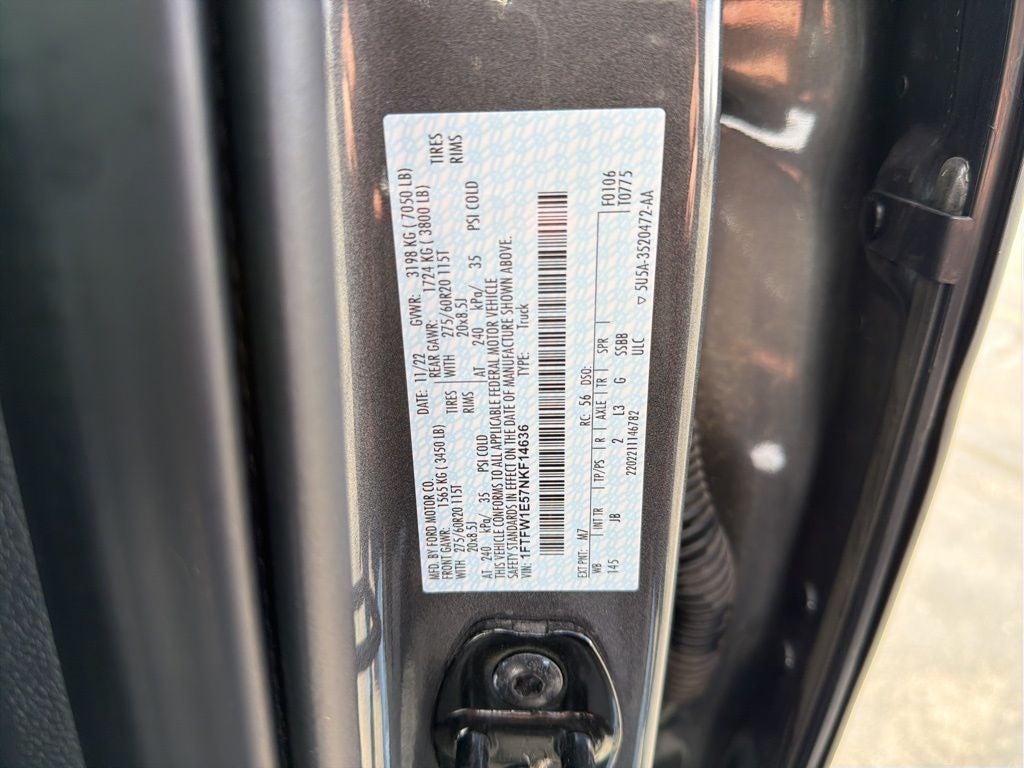 MFD. BY FORD MOTOR CO. DATE: 11/22 GVWR: 3198 KG ( 7050 LB)
FRONT GAWR: 1565 KG ( 3450 LB) REAR GAWR: 1724 KG ( 3800 LB)
WITH 275/60R20 115T TIRES WITH 275/60R20 115T TIRES
20x8.5J RIMS 20x8.5J RIMS
AT 240 kPa/ 35 PSI COLD AT 240 kPa/ 35 PSI COLD
THIS VEHICLE CONFORMS TO ALL APPLICABLE FEDERAL MOTOR VEHICLE
SAFETY STANDARDS IN EFFECT ON THE DATE OF MANUFACTURE SHOWN ABOVE.
VIN: 1FTFW1E57NKF14636 TYPE: Truck
F0106
EXT PNT: M7 RC: 56 DSO: T0775
WB INT TR TP/PS R AXLE TR SPR
145 JB 2 L3 G SSBB
ULC
2202211146782 ▽ 5U5A-3520472-AA